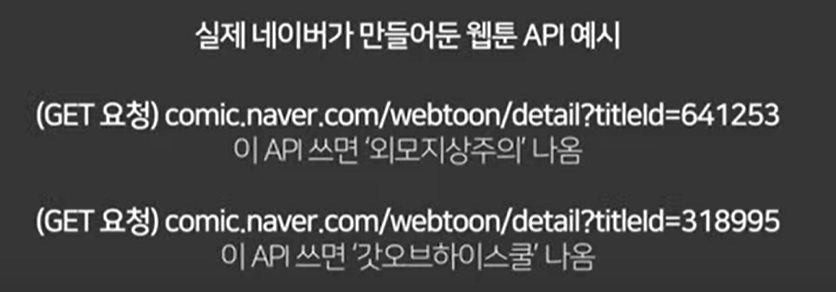 실제 네이버가 만들어둔 웹툰 API 예시
(GET 요청) comic.naver.com/webtoon/detail?titleId=641253
이 API 쓰면 ‘외모지상주의’ 나옴
(GET 요청) comic.naver.com/webtoon/detail?titleId=318995
이 API 쓰면 ‘갓오브하이스쿨’ 나옴